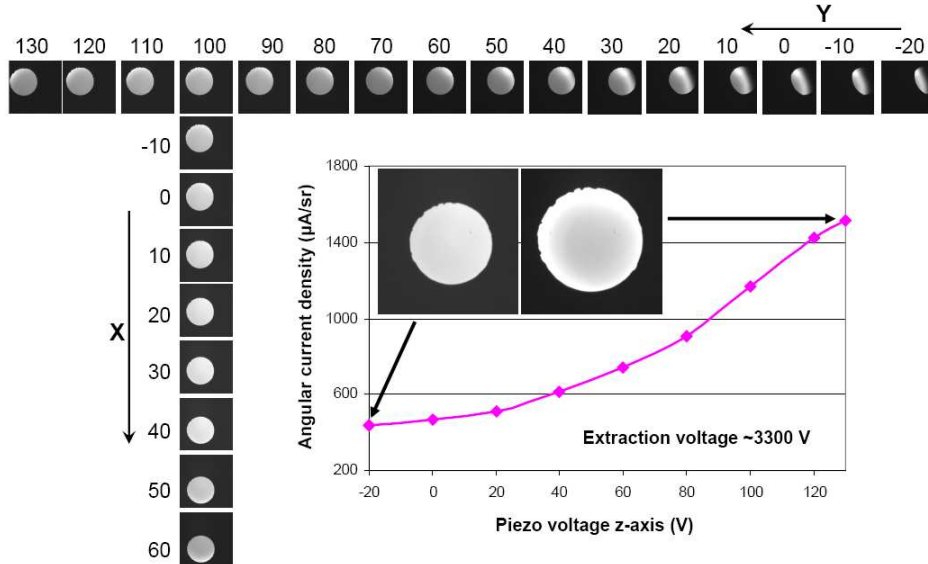 Y
130 120 110 100 90 80 70 60 50 40 30 20 10 0 -10 -20
-10
0
10
20
X
30
40
50
60
Angular current density (µA/sr)
1800
1400
1000
600
200
Extraction voltage ~3300 V
-20 0 20 40 60 80 100 120
Piezo voltage z-axis (V)